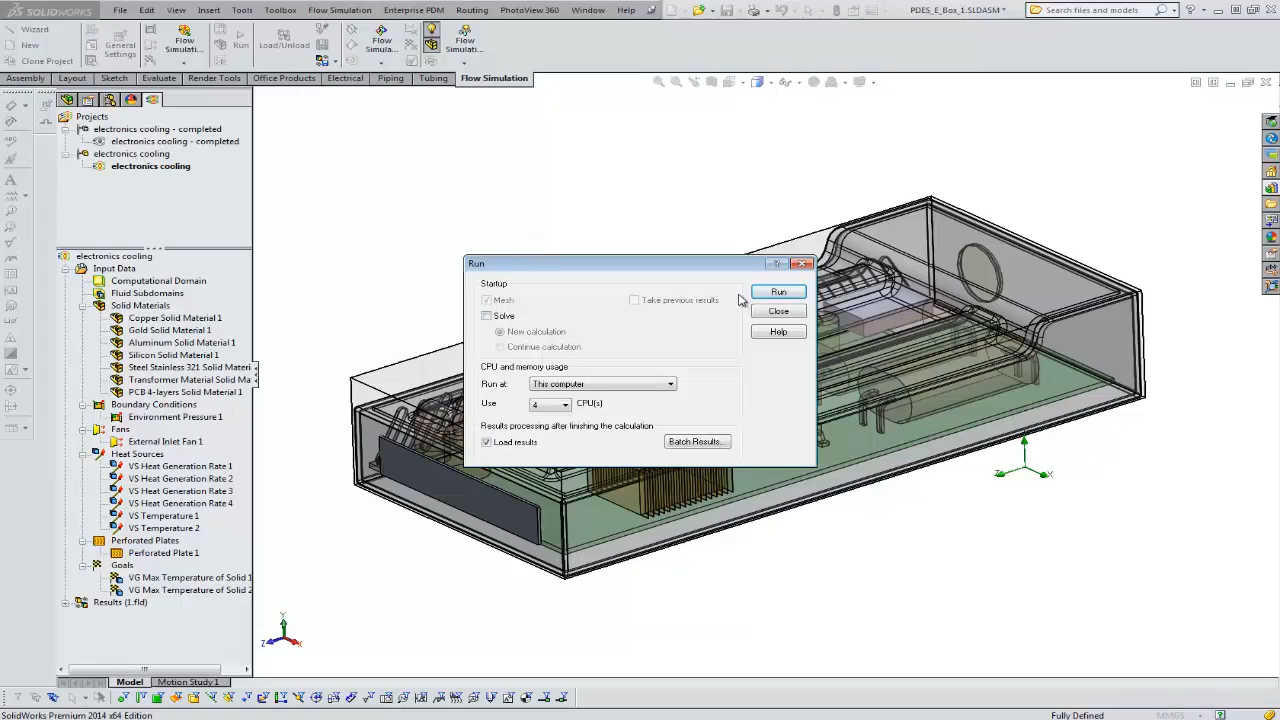 SOLIDWORKS File Edit View Insert Tools Toolbox Flow Simulation Enterprise PDM Routing PhotoView 360 Window Help PDES_E_Box_1.SLDASM * Search files and models
Wizard
New
Clone Project
General Settings
Flow Simulati...
Run
Load/Unload
Flow Simula...
Flow Simulati...
Assembly Layout Sketch Evaluate Render Tools Office Products Electrical Piping Tubing Flow Simulation
Projects
electronics cooling - completed
electronics cooling - completed
electronics cooling
electronics cooling
electronics cooling
Input Data
Computational Domain
Fluid Subdomains
Solid Materials
Copper Solid Material 1
Gold Solid Material 1
Aluminum Solid Material 1
Silicon Solid Material 1
Steel Stainless 321 Solid Materi
Transformer Material Solid Ma
PCB 4-layers Solid Material 1
Boundary Conditions
Environment Pressure 1
Fans
External Inlet Fan 1
Heat Sources
VS Heat Generation Rate 1
VS Heat Generation Rate 2
VS Heat Generation Rate 3
VS Heat Generation Rate 4
VS Temperature 1
VS Temperature 2
Perforated Plates
Perforated Plate 1
Goals
VG Max Temperature of Solid 1
VG Max Temperature of Solid 2
Results (1.fld)
Run
Startup
Mesh
Take previous results
Solve
New calculation
Continue calculation
Run
Close
Help
CPU and memory usage
Run at: This computer
Use 4 CPU(s)
Results processing after finishing the calculation
Load results
Batch Results...
Z X
Y
Z X
Model Motion Study 1
SolidWorks Premium 2014 x64 Edition Fully Defined MMGS